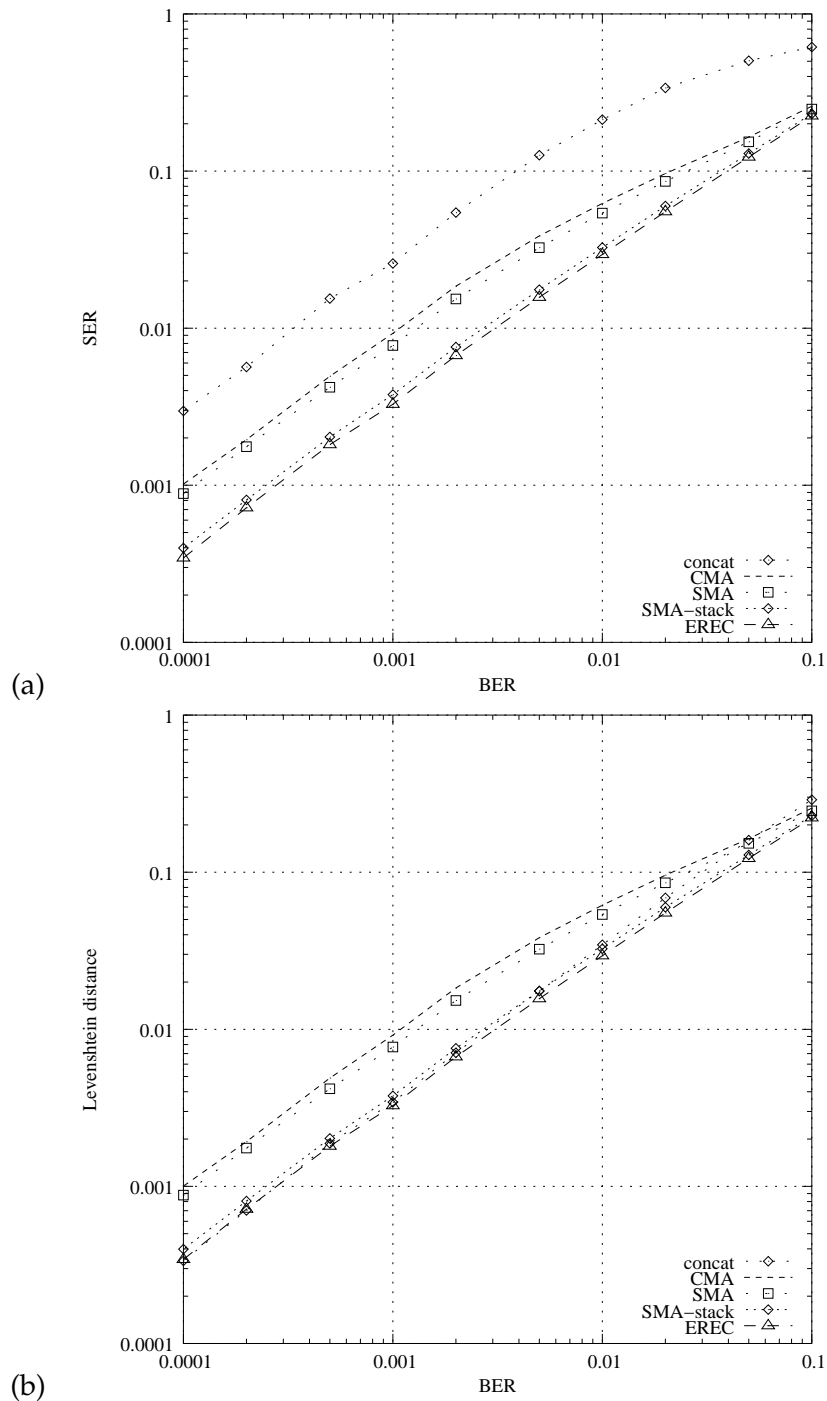 1
0.1
0.01
0.001
0.0001
SER
0.0001
0.001
0.01
0.1
BER
concat
CMA
SMA
SMA−stack
EREC
(a)
1
0.1
0.01
0.001
0.0001
Levenshtein distance
0.0001
0.001
0.01
0.1
BER
concat
CMA
SMA
SMA−stack
EREC
(b)